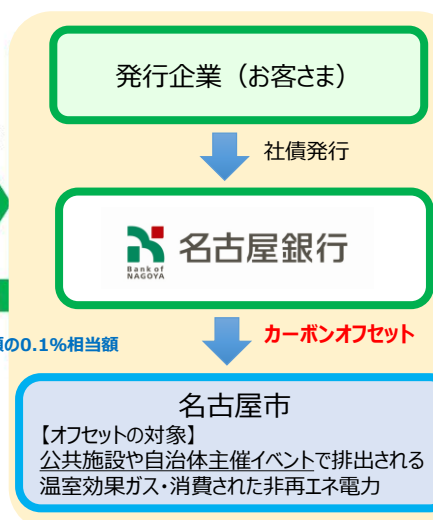 発行企業（お客さま）
社債発行
Bank of
NAGOYA
名古屋銀行
の0.1%相当額
カーボンオフセット
名古屋市
【オフセットの対象】
公共施設や自治体主催イベントで排出される
温室効果ガス・消費された非再エネ電力